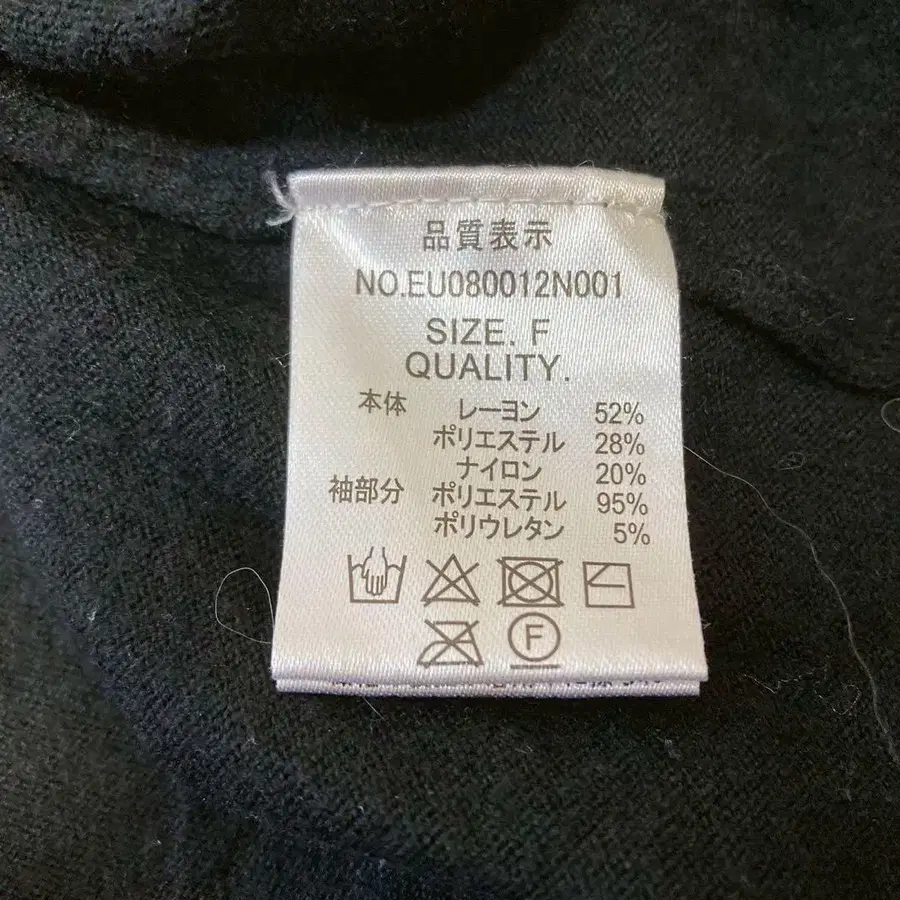 品質表示
NO.EU080012N001
SIZE. F
QUALITY.
本体 レーヨン 52%
ポリエステル 28%
ナイロン 20%
袖部分 ポリエステル 95%
ポリウレタン 5%
F